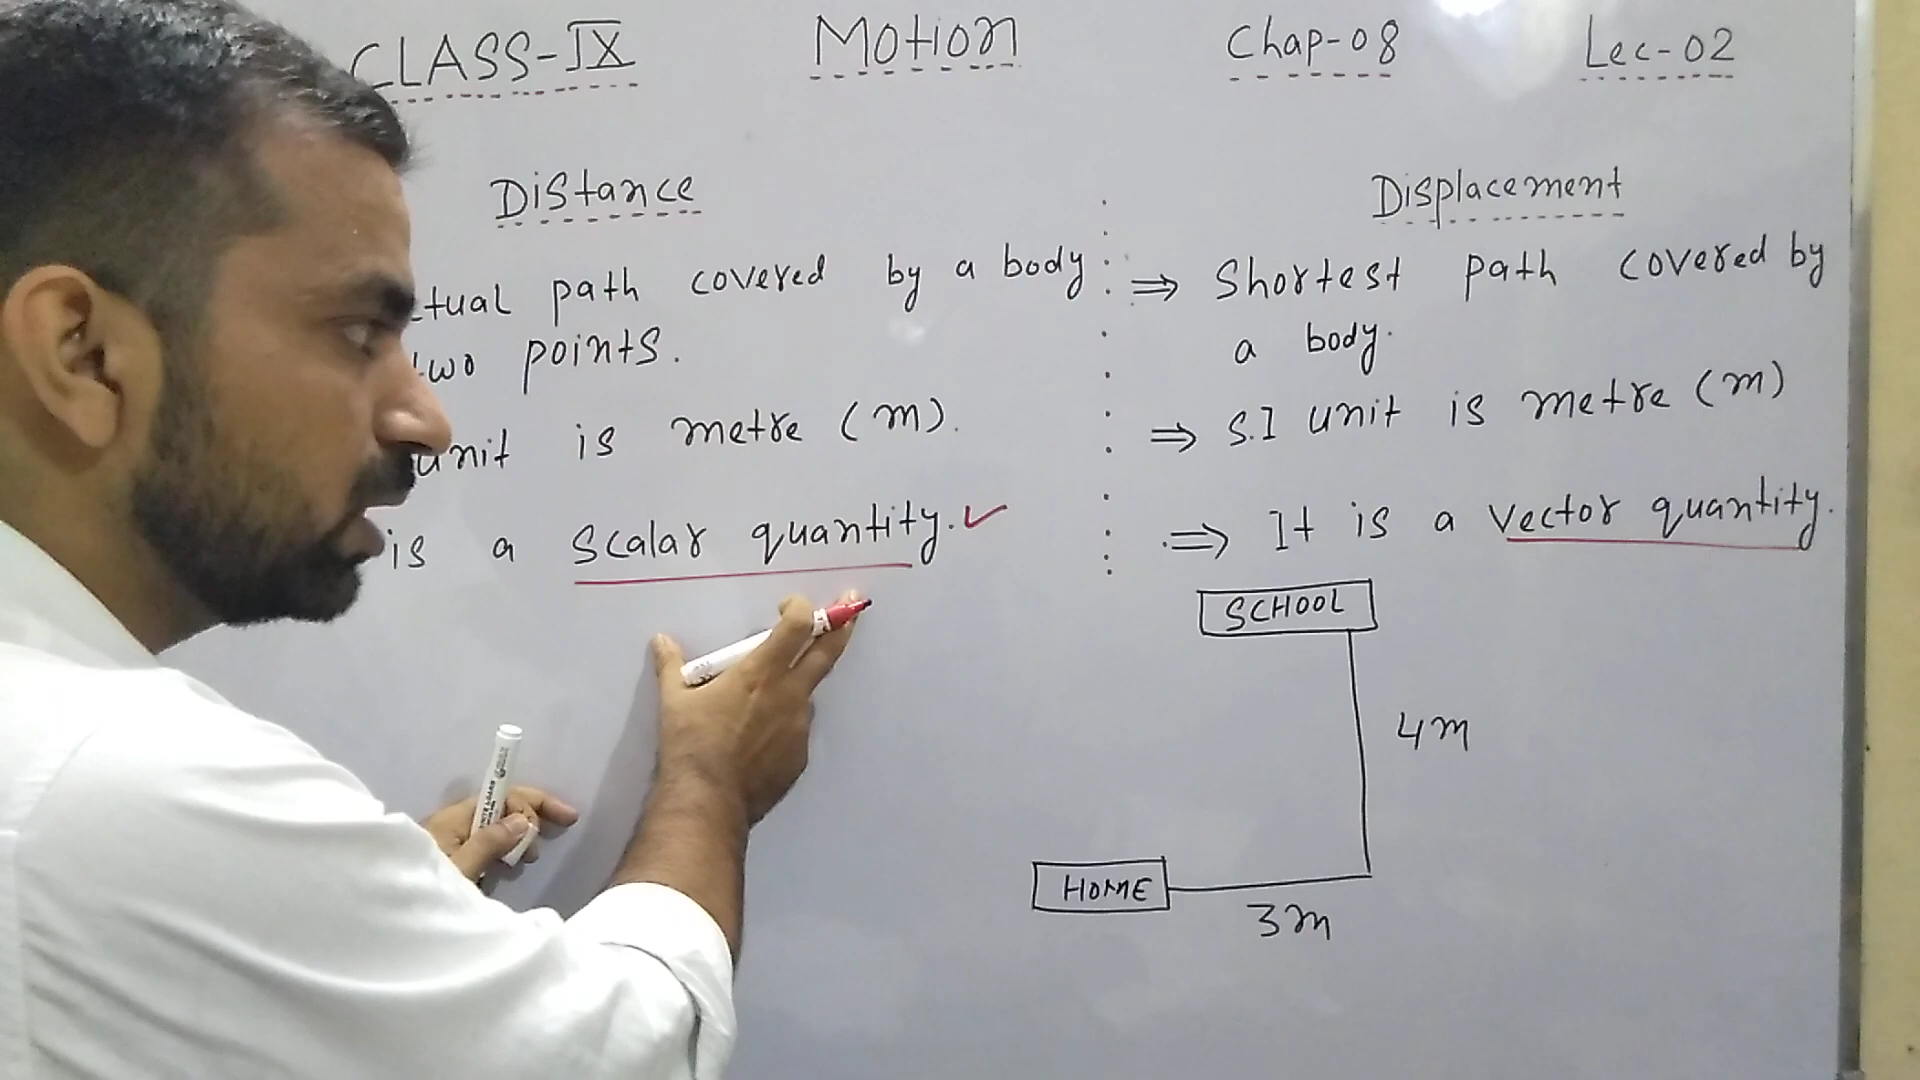 CLASS-IX Motion Chap-08 Lec-02
Distance
tual path covered by a body
two points.
unit is metre (m).
is a scalar quantity. ✓
Displacement
⇒ Shortest path covered by
a body.
⇒ S.I unit is metre (m)
⇒ It is a vector quantity.
SCHOOL
4m
HOME
3m